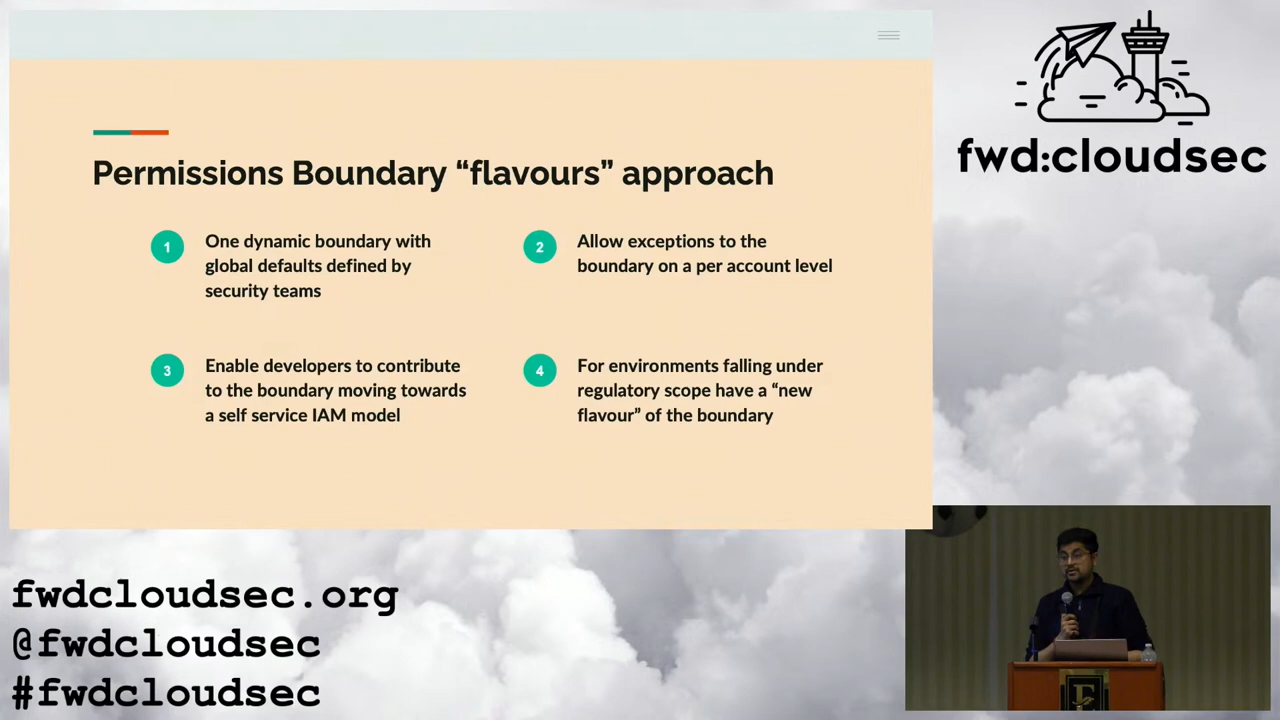 Permissions Boundary “flavours” approach
1
One dynamic boundary with
global defaults defined by
security teams
2
Allow exceptions to the
boundary on a per account level
3
Enable developers to contribute
to the boundary moving towards
a self service IAM model
4
For environments falling under
regulatory scope have a “new
flavour” of the boundary
fwd:cloudsec
fwdcloudsec.org
@fwdcloudsec
#fwdcloudsec
E